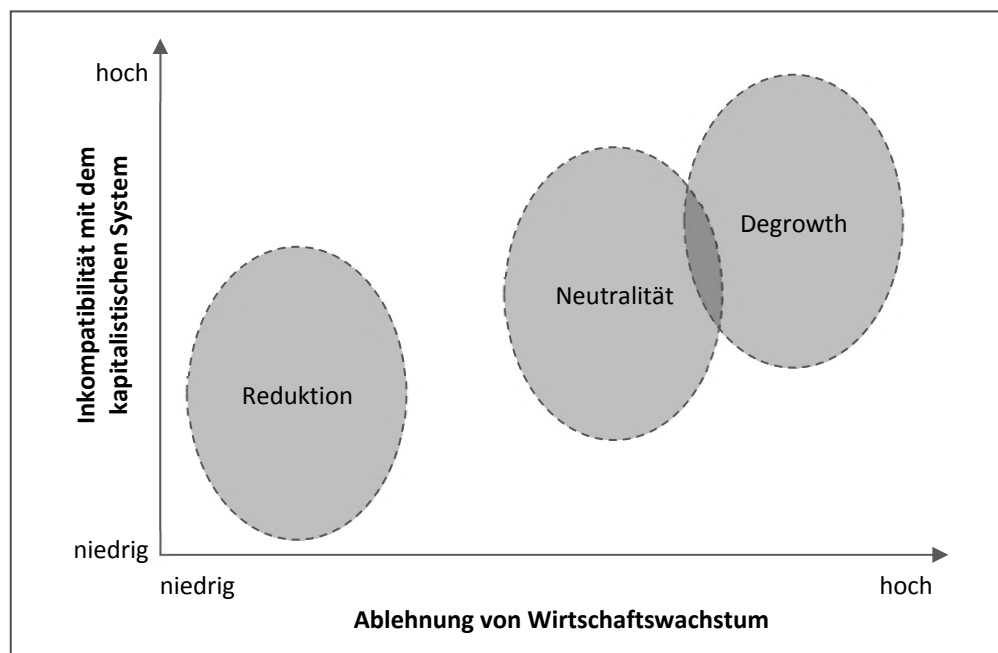 hoch
Inkompatibilität mit dem
kapitalistischen System
Degrowth
Neutralität
Reduktion
niedrig
niedrig
hoch
Ablehnung von Wirtschaftswachstum